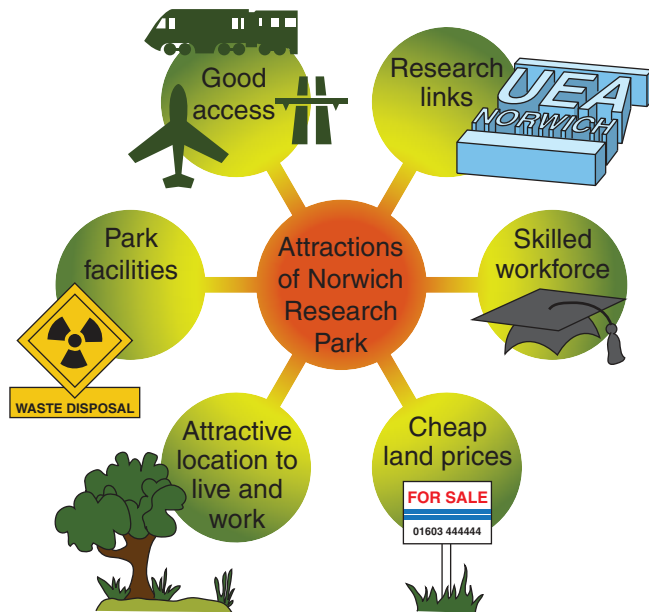 Good
access
Research
links
UEA
NORWICH
Park
facilities
Attractions
of Norwich
Research
Park
Skilled
workforce
WASTE DISPOSAL
Attractive
location to
live and
work
Cheap
land prices
FOR SALE
01603 444444